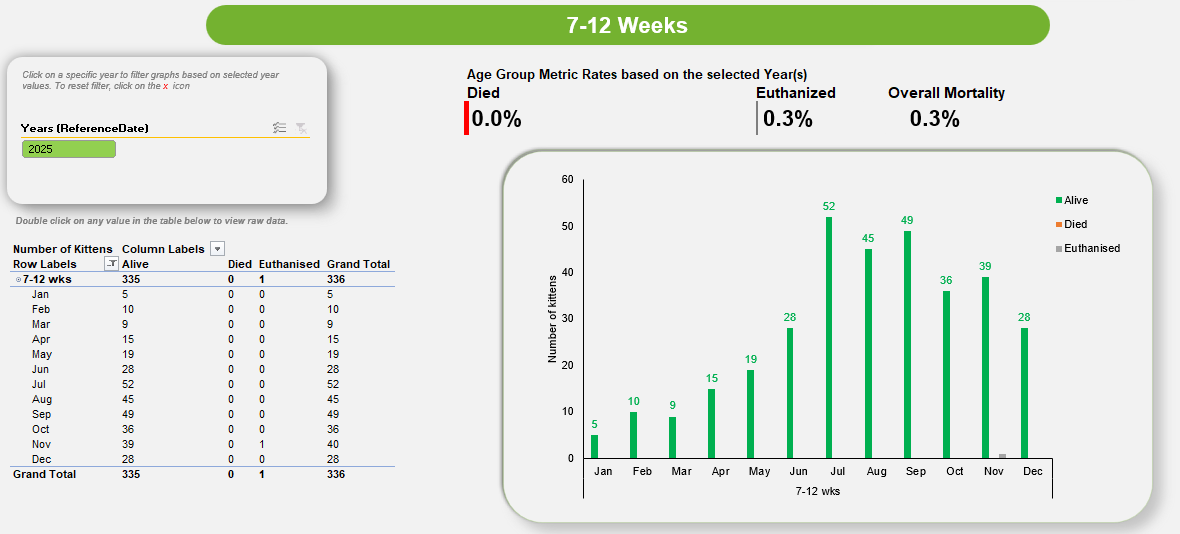 7-12 Weeks
Click on a specific year to filter graphs based on selected year
values. To reset filter, click on the x icon
Years (ReferenceDate)
2025
Age Group Metric Rates based on the selected Year(s)
Died Euthanized Overall Mortality
0.0% 0.3% 0.3%
Double click on any value in the table below to view raw data.
Number of Kittens Column Labels
Row Labels Alive Died Euthanised Grand Total
7-12 wks 335 0 1 336
Jan 5 0 0 5
Feb 10 0 0 10
Mar 9 0 0 9
Apr 15 0 0 15
May 19 0 0 19
Jun 28 0 0 28
Jul 52 0 0 52
Aug 45 0 0 45
Sep 49 0 0 49
Oct 36 0 0 36
Nov 39 0 1 40
Dec 28 0 0 28
Grand Total 335 0 1 336
Number of kittens
60
50
40
30
20
10
0
5 10 9 15 19 28 52 45 49 36 39 28
Jan Feb Mar Apr May Jun Jul Aug Sep Oct Nov Dec
7-12 wks
Alive
Died
Euthanised